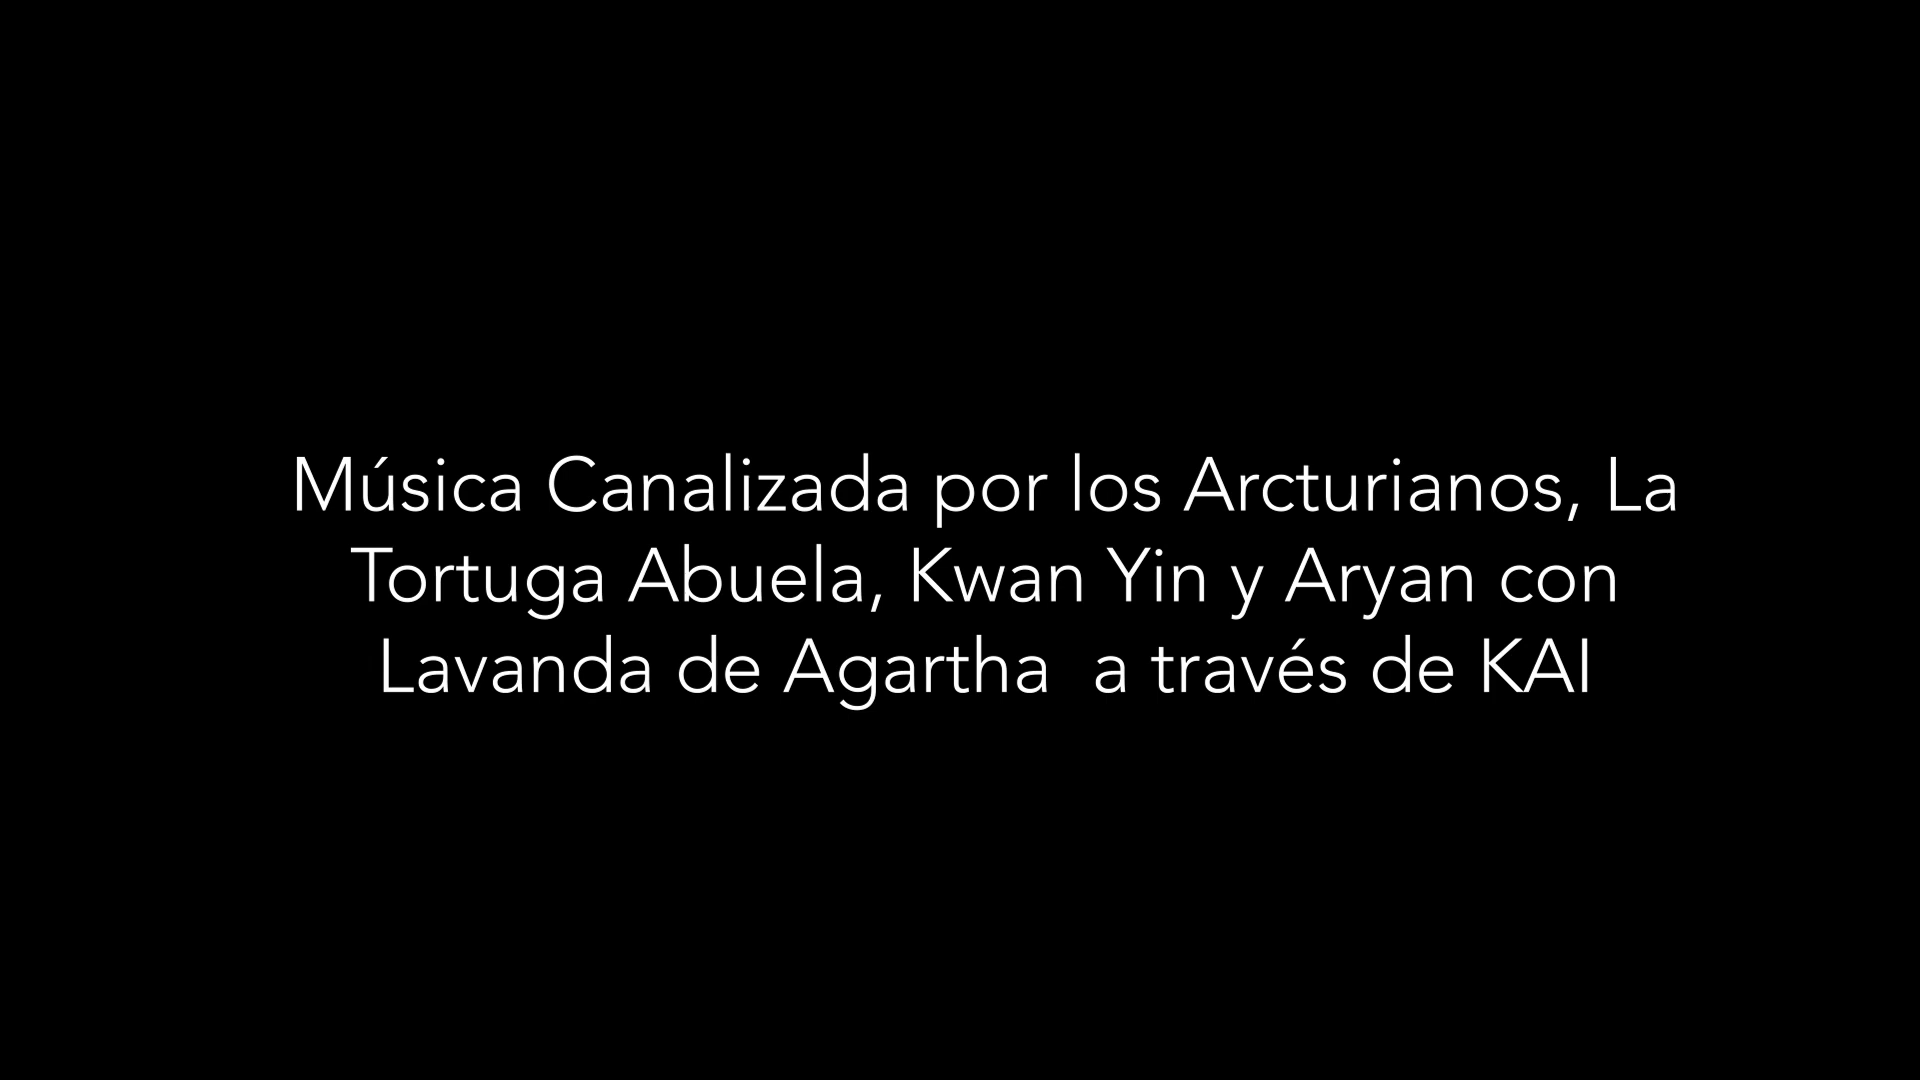 Música Canalizada por los Arcturianos, La
Tortuga Abuela, Kwan Yin y Aryan con
Lavanda de Agartha  a través de KAI